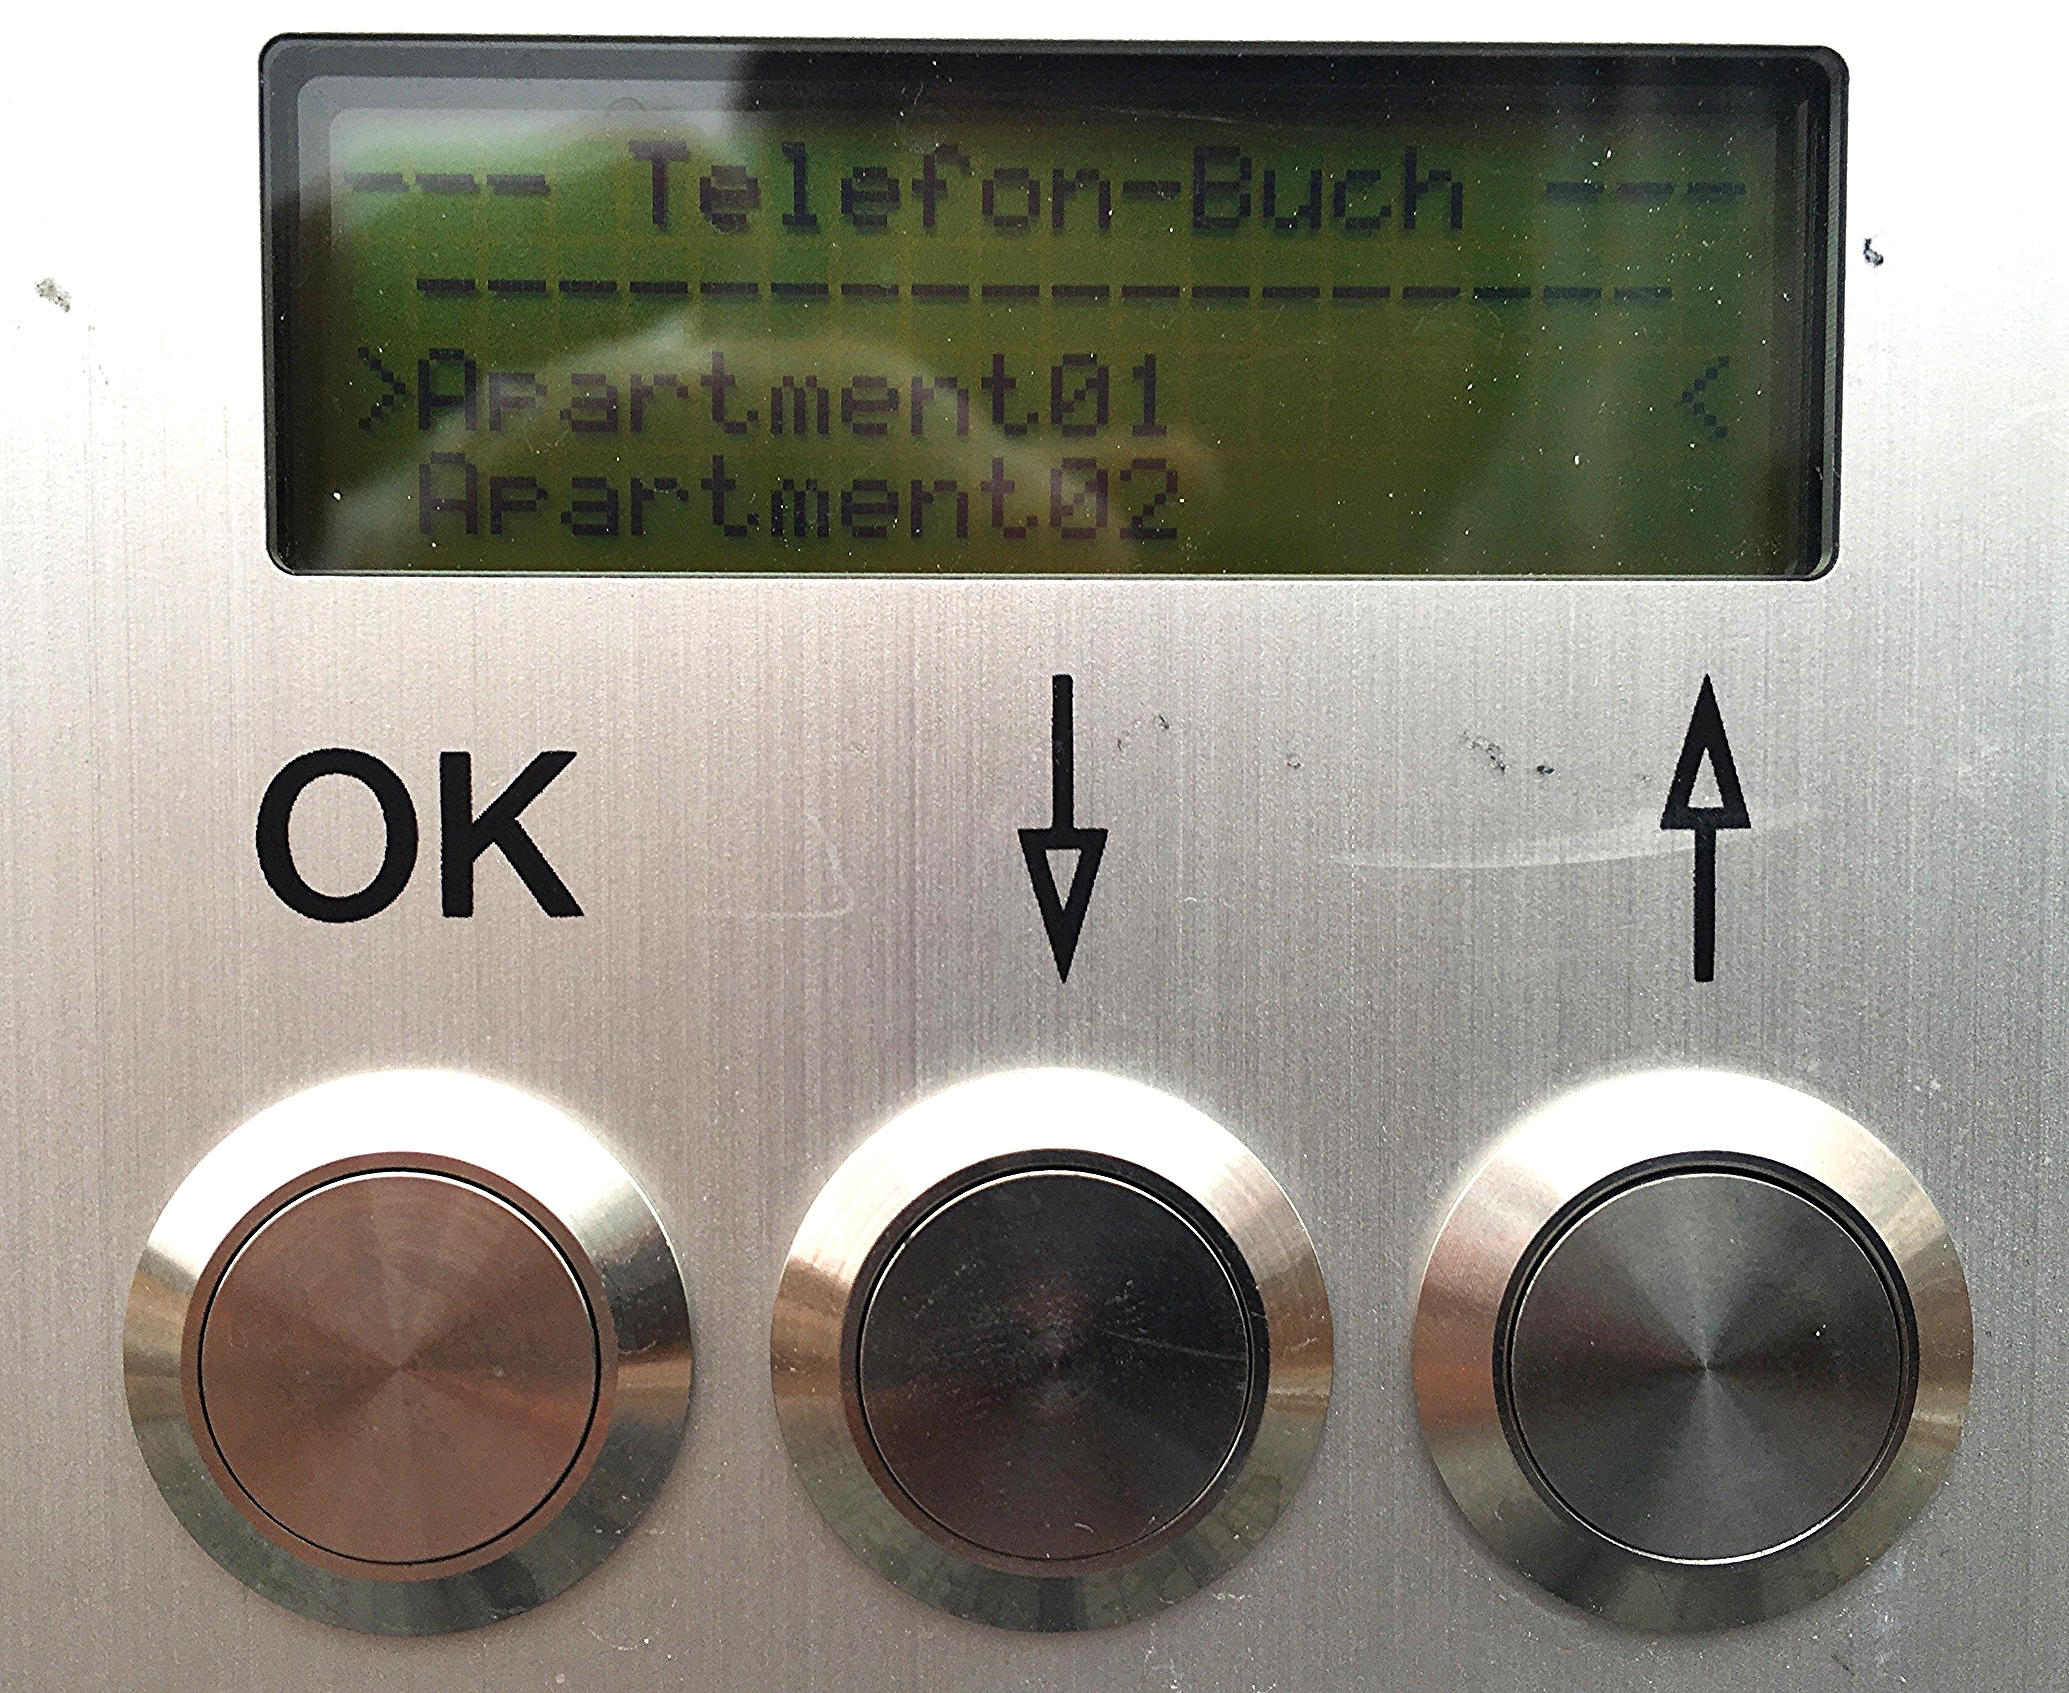 --- Telefon-Buch ---
------------------
>Apartment01       <
Apartment02
OK